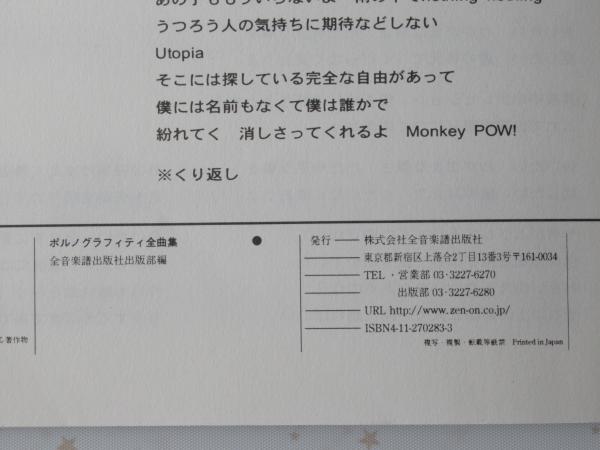 うつろう人の気持ちに期待などしない
Utopia
そこには探している完全な自由があって
僕には名前もなくて僕は誰かで
紛れてく　消しさってくれるよ　Monkey POW!
※くり返し
ポルノグラフィティ全曲集
全音楽譜出版社出版部編
●
発行 ── 株式会社全音楽譜出版社
東京都新宿区上落合2丁目13番3号〒161-0034
TEL・営業部 03・3227-6270
出版部 03・3227-6280
URL http://www.zen-on.co.jp/
ISBN4-11-270283-3
複写・複製・転載等厳禁　Printed in Japan
著作物